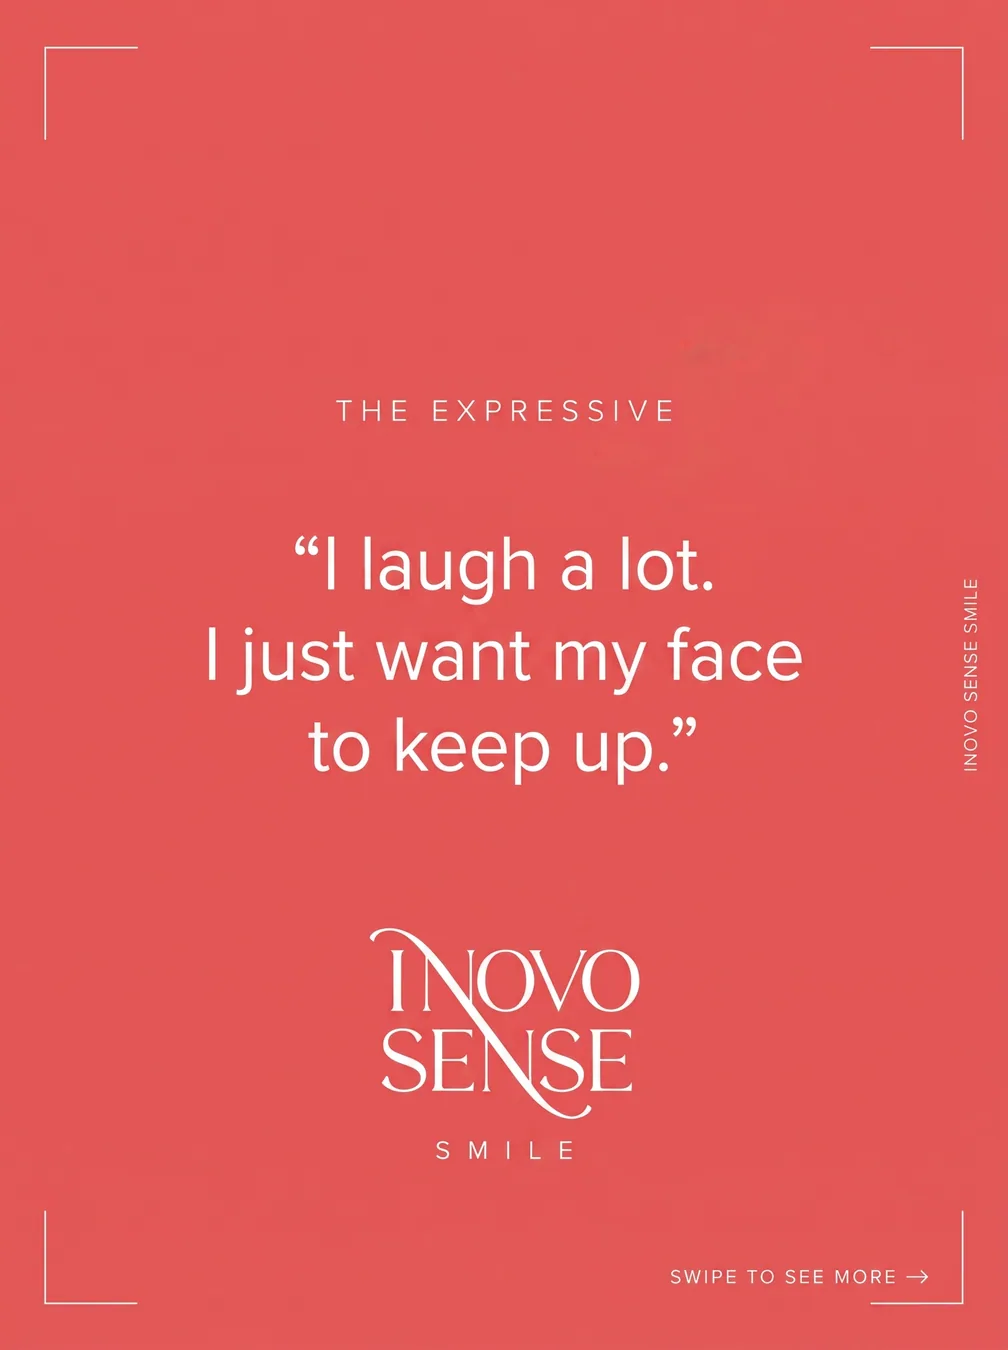 THE EXPRESSIVE
“I laugh a lot.
I just want my face
to keep up.”
INOVO SENSE SMILE
INOVO
SENSE
SMILE
SWIPE TO SEE MORE →